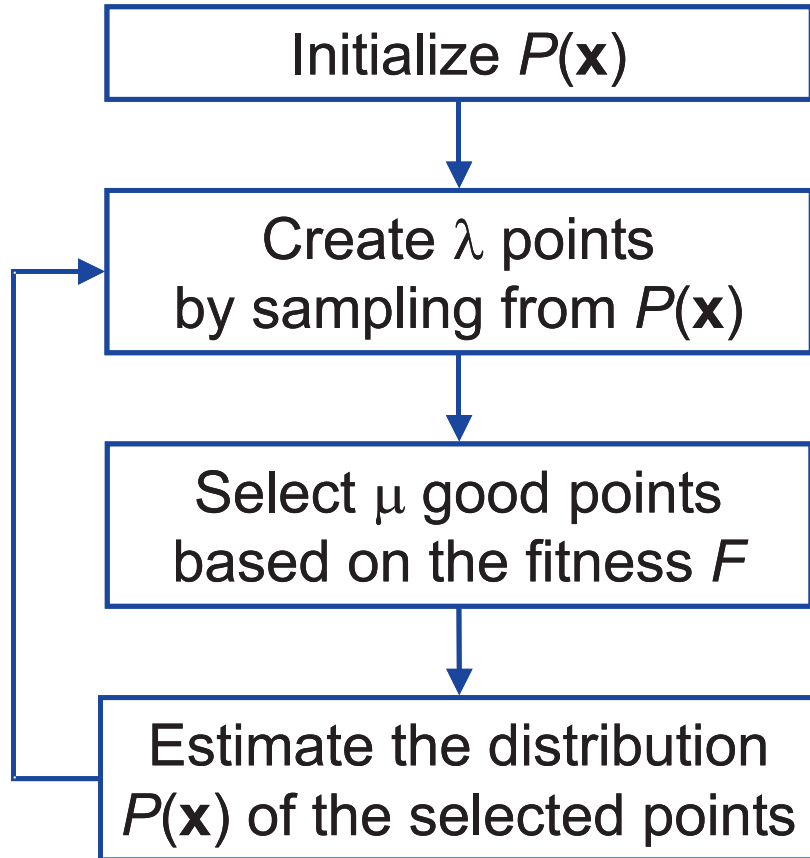 Initialize P(x)
Create λ points
by sampling from P(x)
Select μ good points
based on the fitness F
Estimate the distribution
P(x) of the selected points